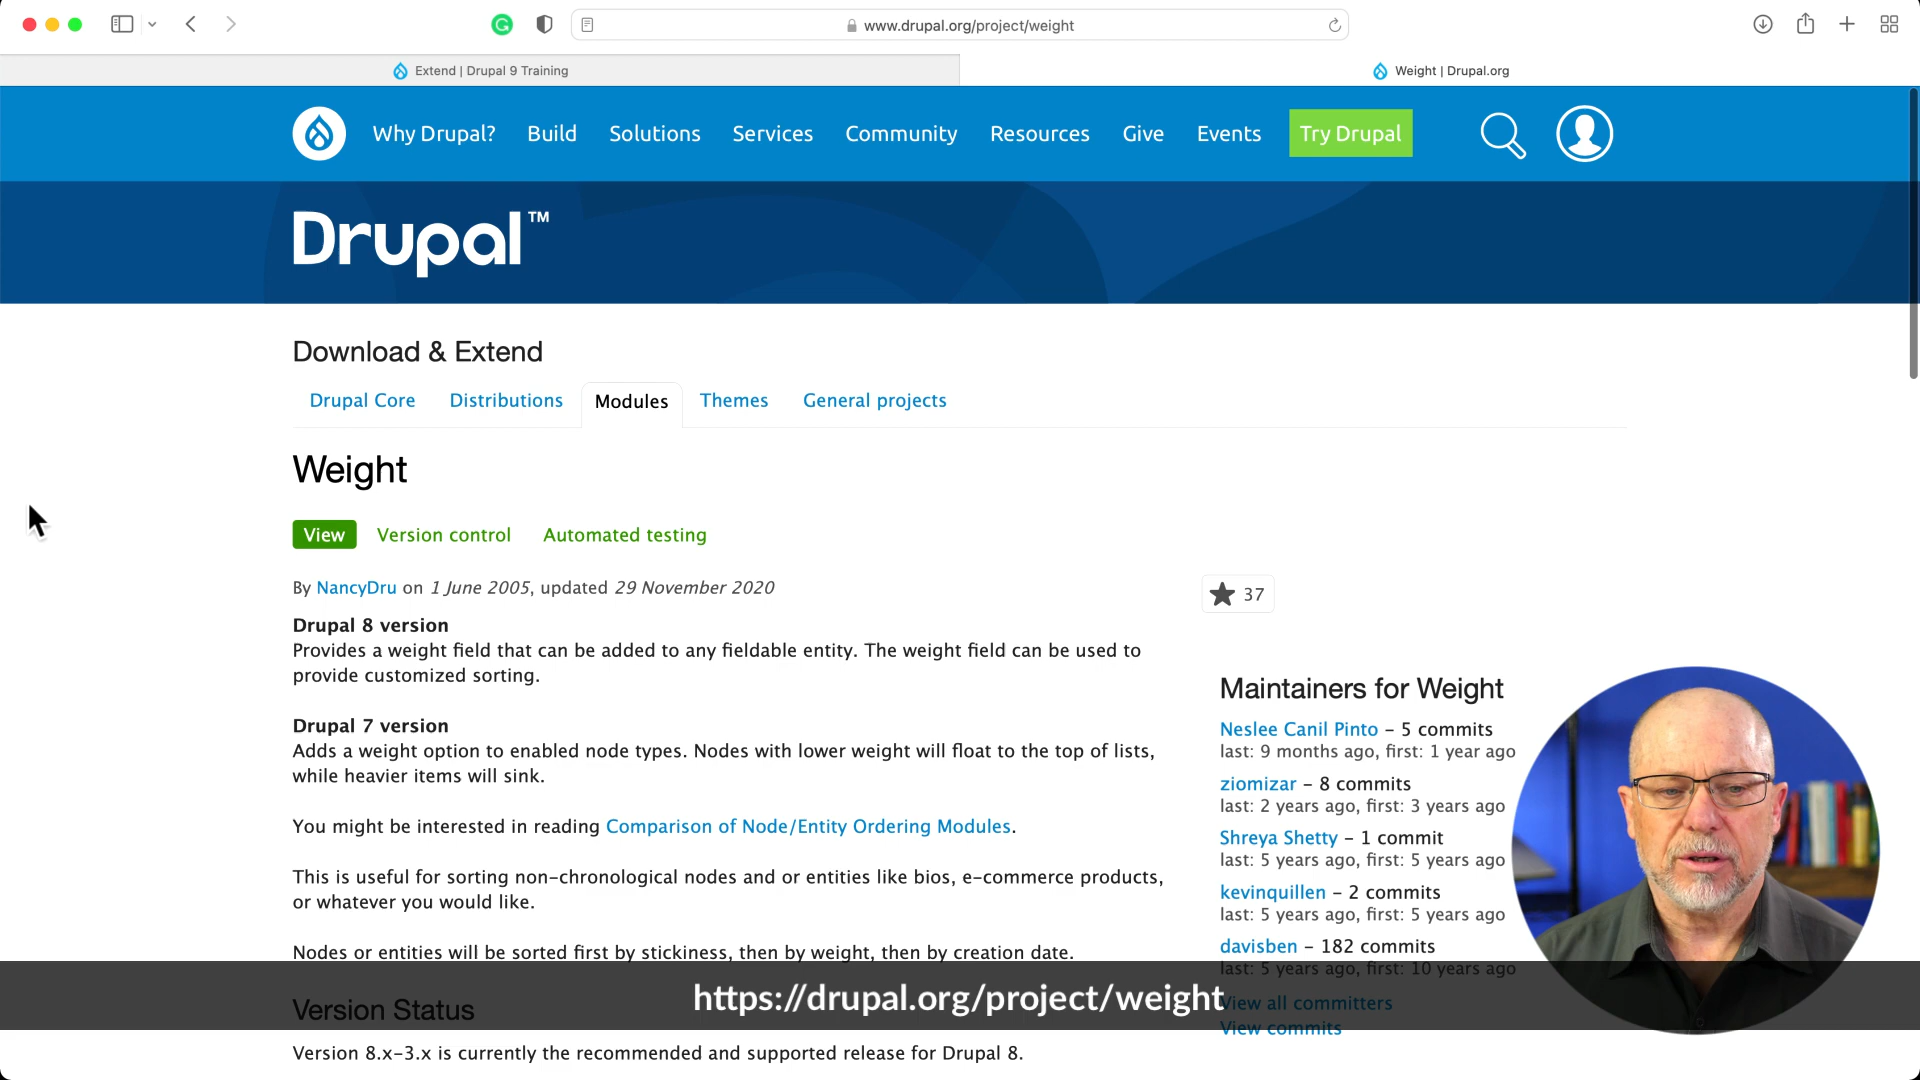 www.drupal.org/project/weight
Extend | Drupal 9 Training
Weight | Drupal.org
Why Drupal? Build Solutions Services Community Resources Give Events Try Drupal
Drupal™
Download & Extend
Drupal Core Distributions Modules Themes General projects
Weight
View Version control Automated testing
By NancyDru on 1 June 2005, updated 29 November 2020
37
Drupal 8 version
Provides a weight field that can be added to any fieldable entity. The weight field can be used to
provide customized sorting.
Drupal 7 version
Adds a weight option to enabled node types. Nodes with lower weight will float to the top of lists,
while heavier items will sink.
You might be interested in reading Comparison of Node/Entity Ordering Modules.
This is useful for sorting non-chronological nodes and or entities like bios, e-commerce products,
or whatever you would like.
Nodes or entities will be sorted first by stickiness, then by weight, then by creation date.
Version Status
Version 8.x-3.x is currently the recommended and supported release for Drupal 8.
Maintainers for Weight
Neslee Canil Pinto – 5 commits
last: 9 months ago, first: 1 year ago
ziomizar – 8 commits
last: 2 years ago, first: 3 years ago
Shreya Shetty – 1 commit
last: 5 years ago, first: 5 years ago
kevinquillen – 2 commits
last: 5 years ago, first: 5 years ago
davisben – 182 commits
last: 5 years ago, first: 10 years ago
View all committers
View commits
https://drupal.org/project/weight